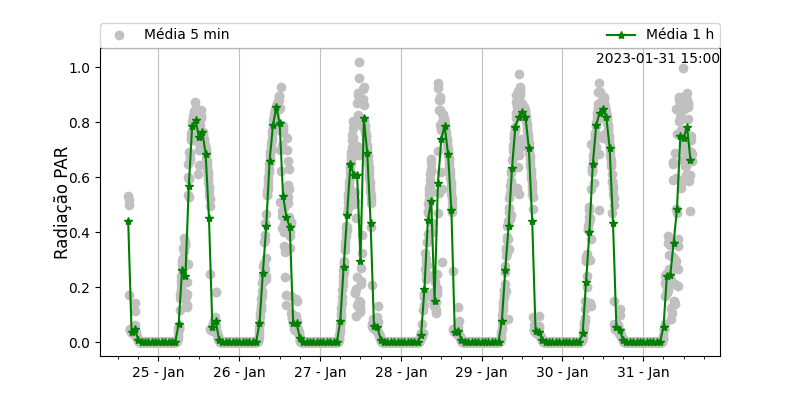 Média 5 min
Média 1 h
2023-01-31 15:00
Radiação PAR
1.0
0.8
0.6
0.4
0.2
0.0
25 - Jan
26 - Jan
27 - Jan
28 - Jan
29 - Jan
30 - Jan
31 - Jan